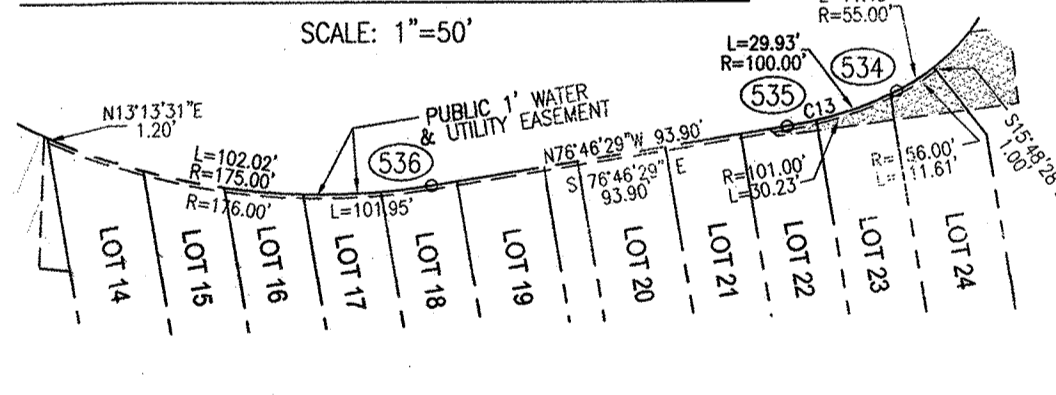 SCALE: 1"=50'
R=55.00'
L=29.93'
R=100.00'
534
535
C13
N13°13'31"E
1.20'
PUBLIC 1' WATER
& UTILITY EASEMENT
536
L=102.02'
R=175.00'
R=176.00'
L=101.95'
N76°46'29"W 93.90'
S 76°46'29" E
93.90'
R=101.00'
L=30.23'
R= 56.00'
L= 11.61'
S15°48'28
1.00'
LOT 14
LOT 15
LOT 16
LOT 17
LOT 18
LOT 19
LOT 20
LOT 21
LOT 22
LOT 23
LOT 24